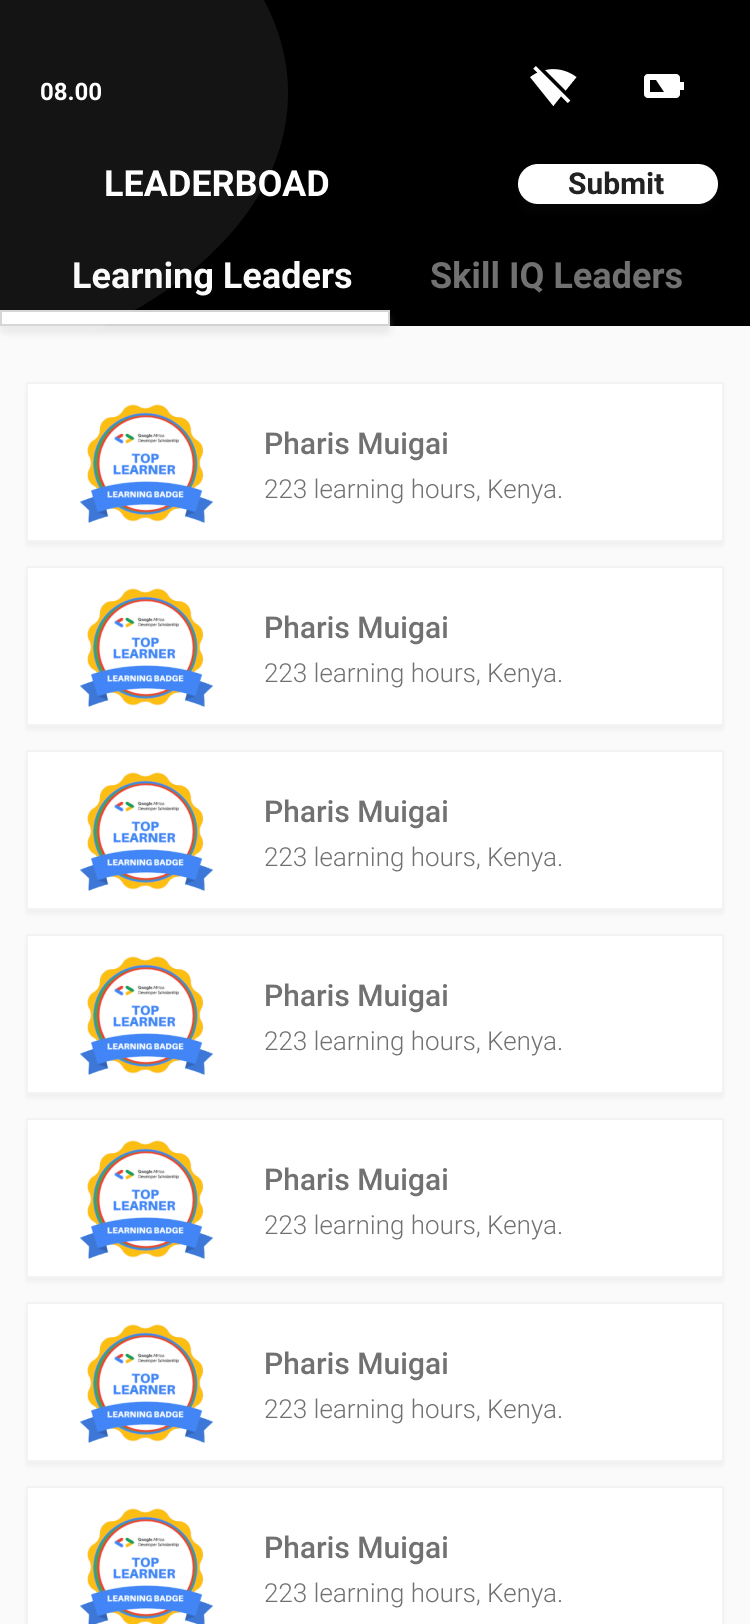 08.00
LEADERBOAD
Submit
Learning Leaders
Skill IQ Leaders
Google Africa
Developer Scholarship
TOP
LEARNER
LEARNING BADGE
Pharis Muigai
223 learning hours, Kenya.
Google Africa
Developer Scholarship
TOP
LEARNER
LEARNING BADGE
Pharis Muigai
223 learning hours, Kenya.
Google Africa
Developer Scholarship
TOP
LEARNER
LEARNING BADGE
Pharis Muigai
223 learning hours, Kenya.
Google Africa
Developer Scholarship
TOP
LEARNER
LEARNING BADGE
Pharis Muigai
223 learning hours, Kenya.
Google Africa
Developer Scholarship
TOP
LEARNER
LEARNING BADGE
Pharis Muigai
223 learning hours, Kenya.
Google Africa
Developer Scholarship
TOP
LEARNER
LEARNING BADGE
Pharis Muigai
223 learning hours, Kenya.
Google Africa
Developer Scholarship
TOP
LEARNER
LEARNING BADGE
Pharis Muigai
223 learning hours, Kenya.